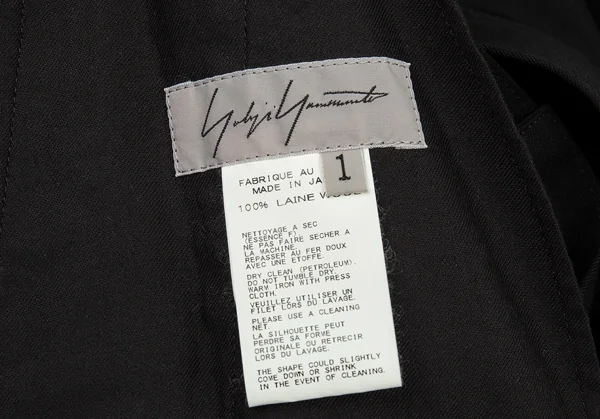 Yohji Yamamoto
1
FABRIQUE AU
MADE IN JA
100% LAINE
NETTOYAGE A SEC
(ESSENCE F).
NE PAS FAIRE SECHER A
LA MACHINE.
REPASSER AU FER DOUX
AVEC UNE ETOFFE.
DRY CLEAN (PETROLEUM).
DO NOT TUMBLE DRY.
WARM IRON WITH PRESS
CLOTH.
VEUILLEZ UTILISER UN
FILET LORS DU LAVAGE.
PLEASE USE A CLEANING
NET.
LA SILHOUETTE PEUT
PERDRE SA FORME
ORIGINALE OU RETRECIR
LORS DU LAVAGE.
THE SHAPE COULD SLIGHTLY
COME DOWN OR SHRINK
IN THE EVENT OF CLEANING.